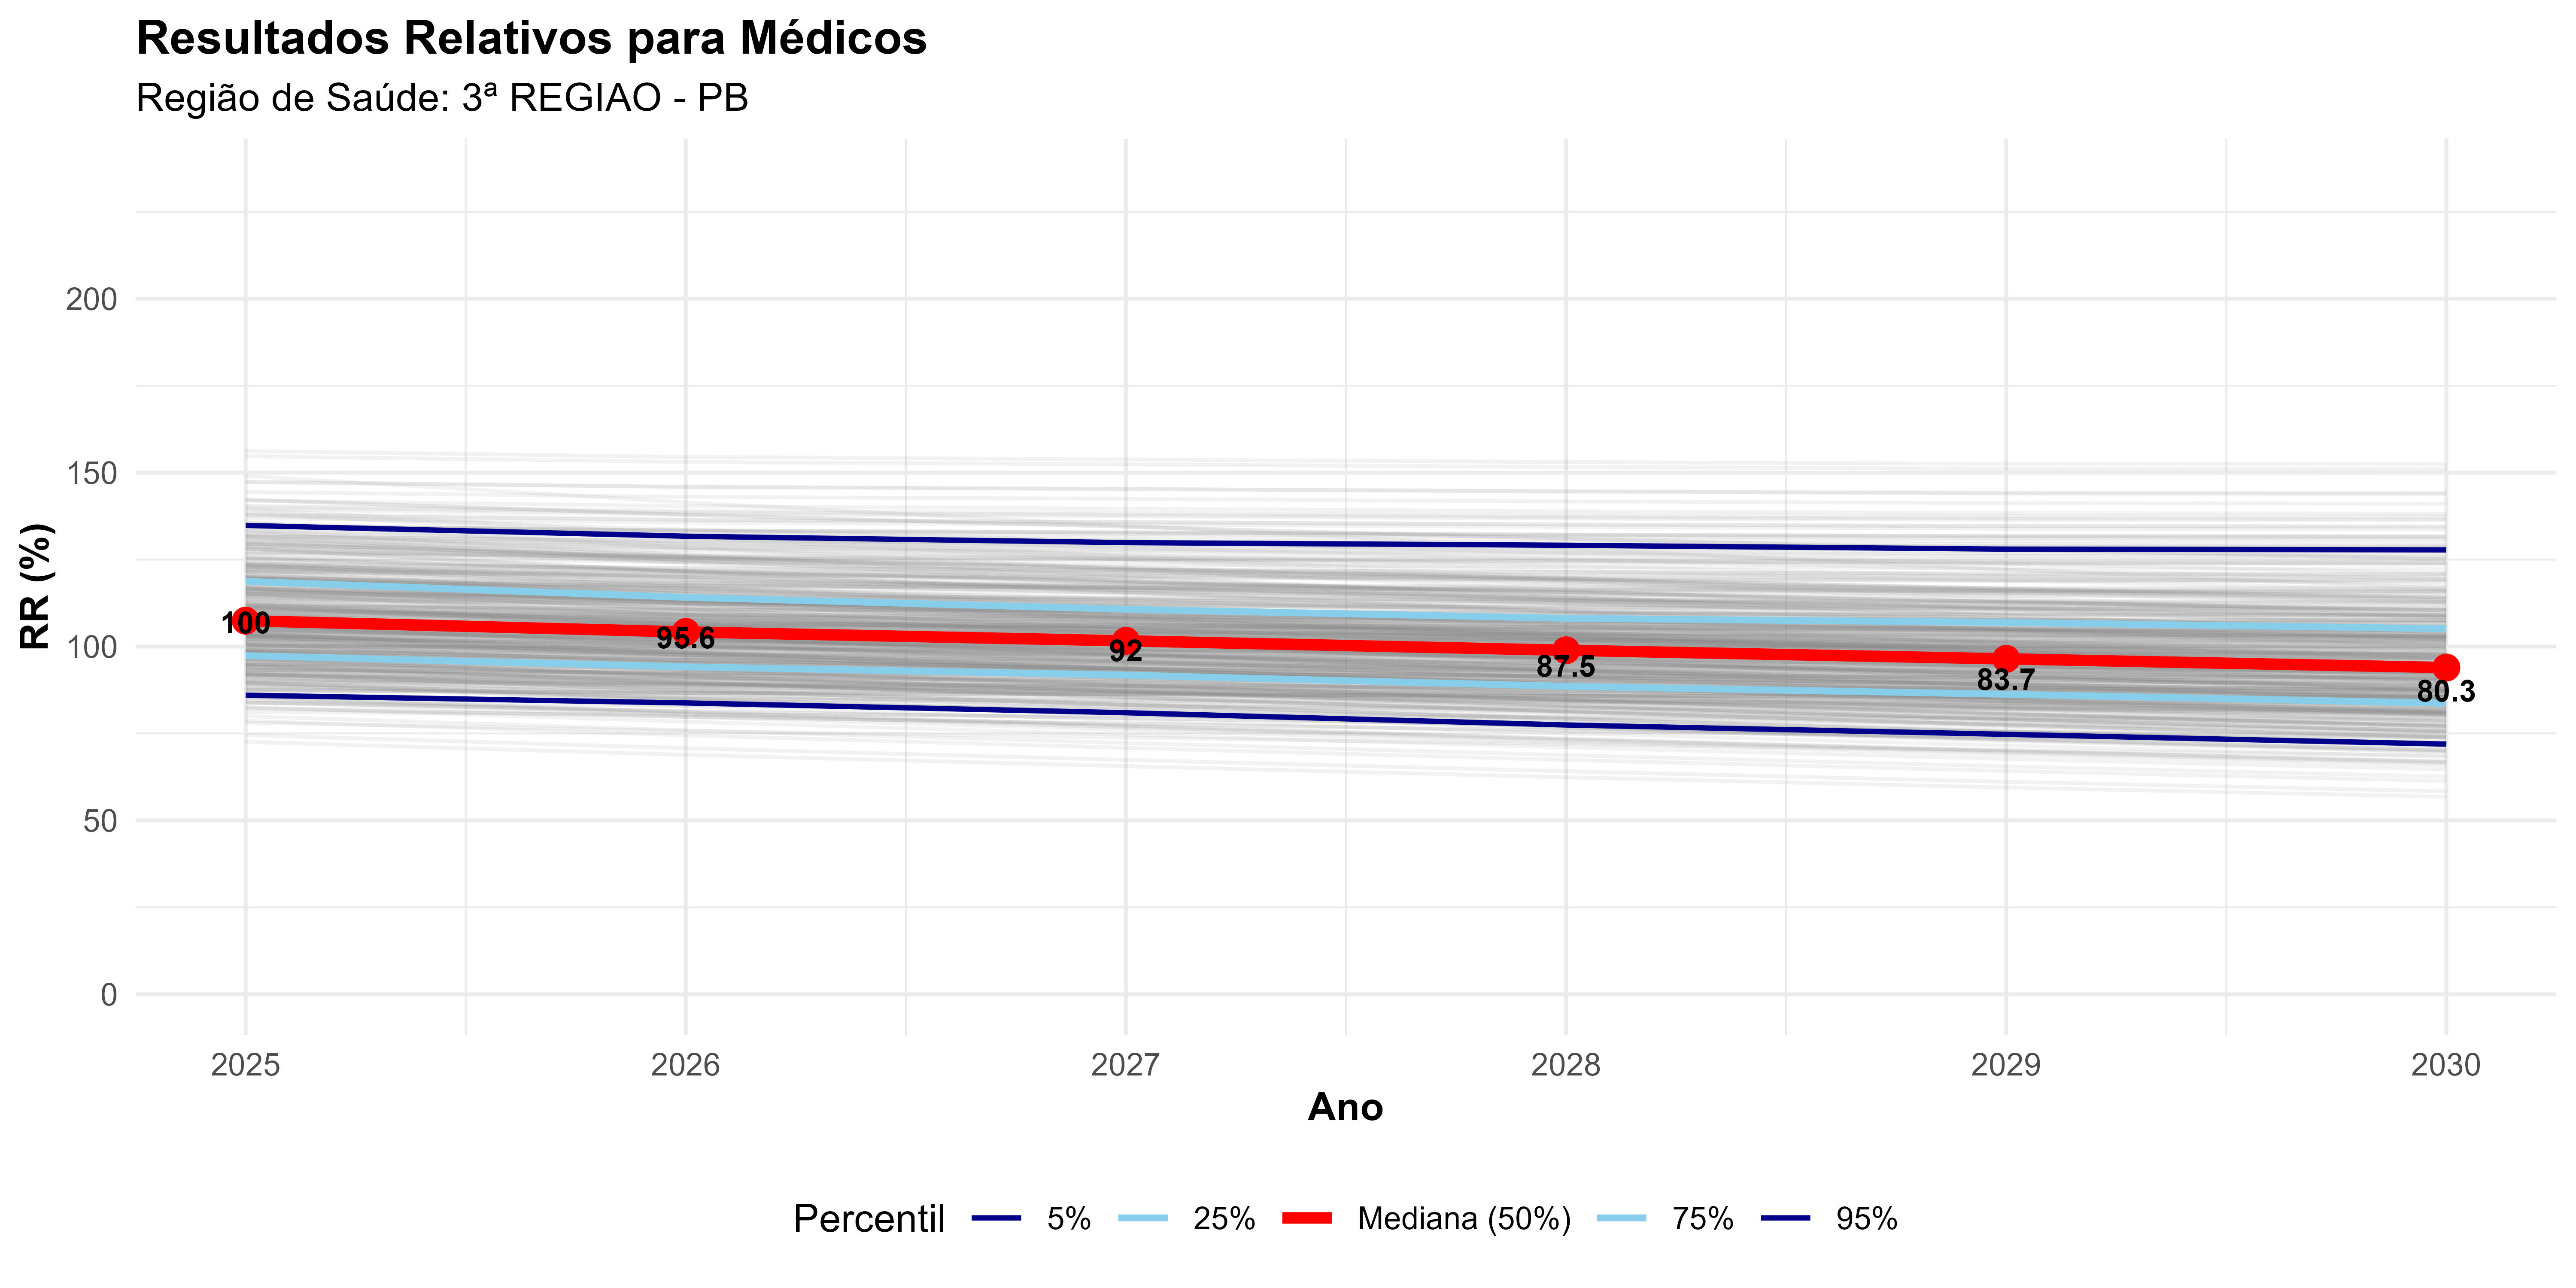 Resultados Relativos para Médicos
Região de Saúde: 3ª REGIAO - PB
RR (%)
200
150
100
50
0
100
95.6
92
87.5
83.7
80.3
2025 2026 2027 2028 2029 2030
Ano
Percentil 5% 25% Mediana (50%) 75% 95%